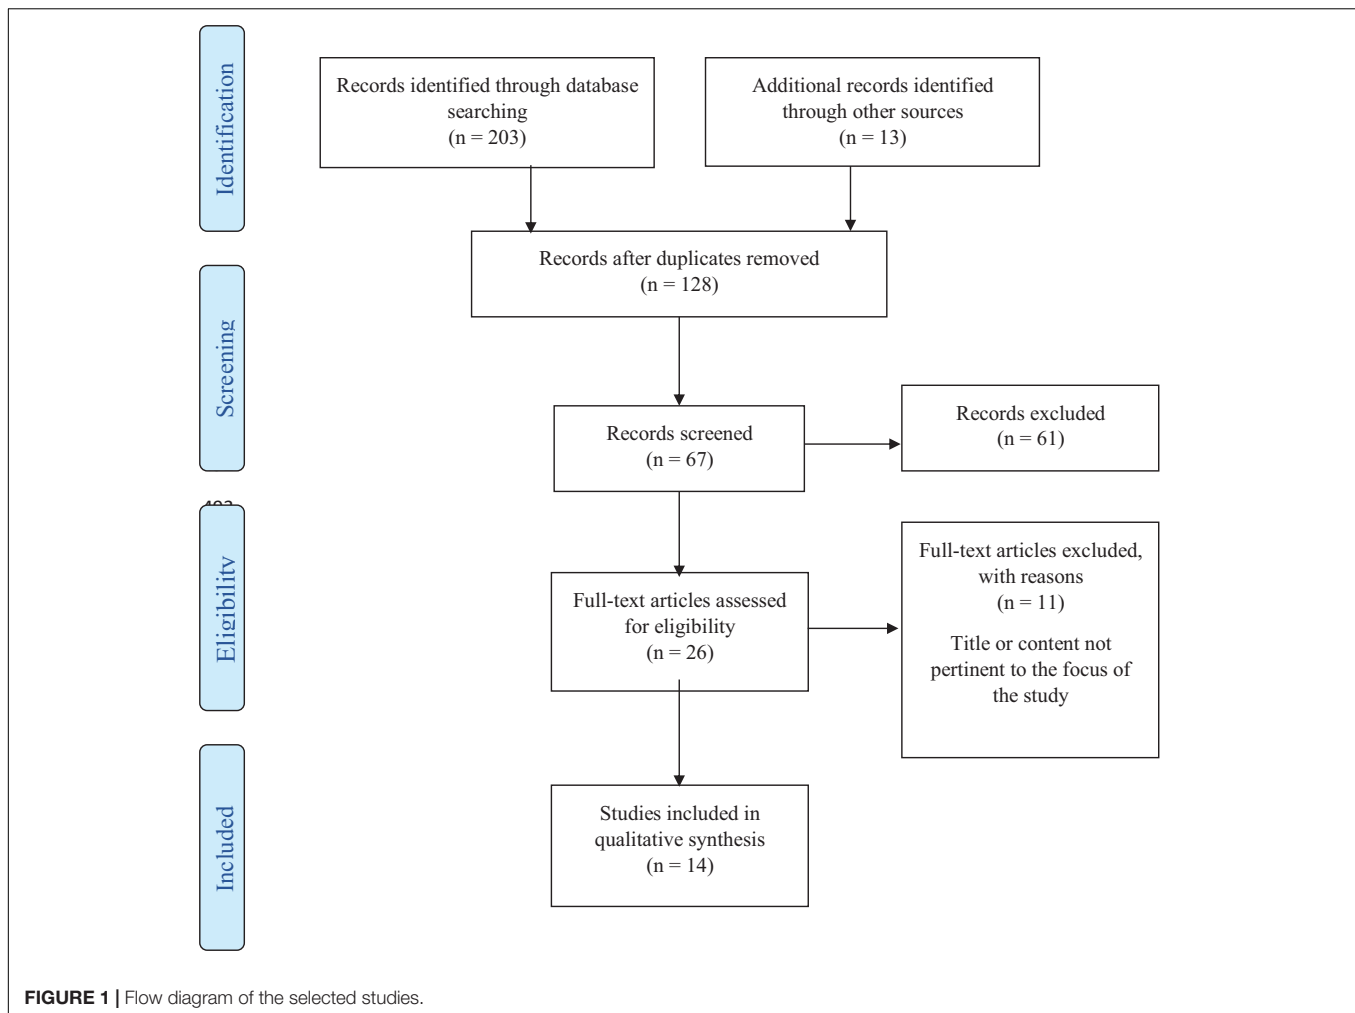 Identification
Records identified through database
searching
(n = 203)
Additional records identified
through other sources
(n = 13)
Records after duplicates removed
(n = 128)
Screening
Records screened
(n = 67)
Records excluded
(n = 61)
Eligibility
Full-text articles assessed
for eligibility
(n = 26)
Full-text articles excluded,
with reasons
(n = 11)
Title or content not
pertinent to the focus of
the study
Included
Studies included in
qualitative synthesis
(n = 14)
FIGURE 1 | Flow diagram of the selected studies.